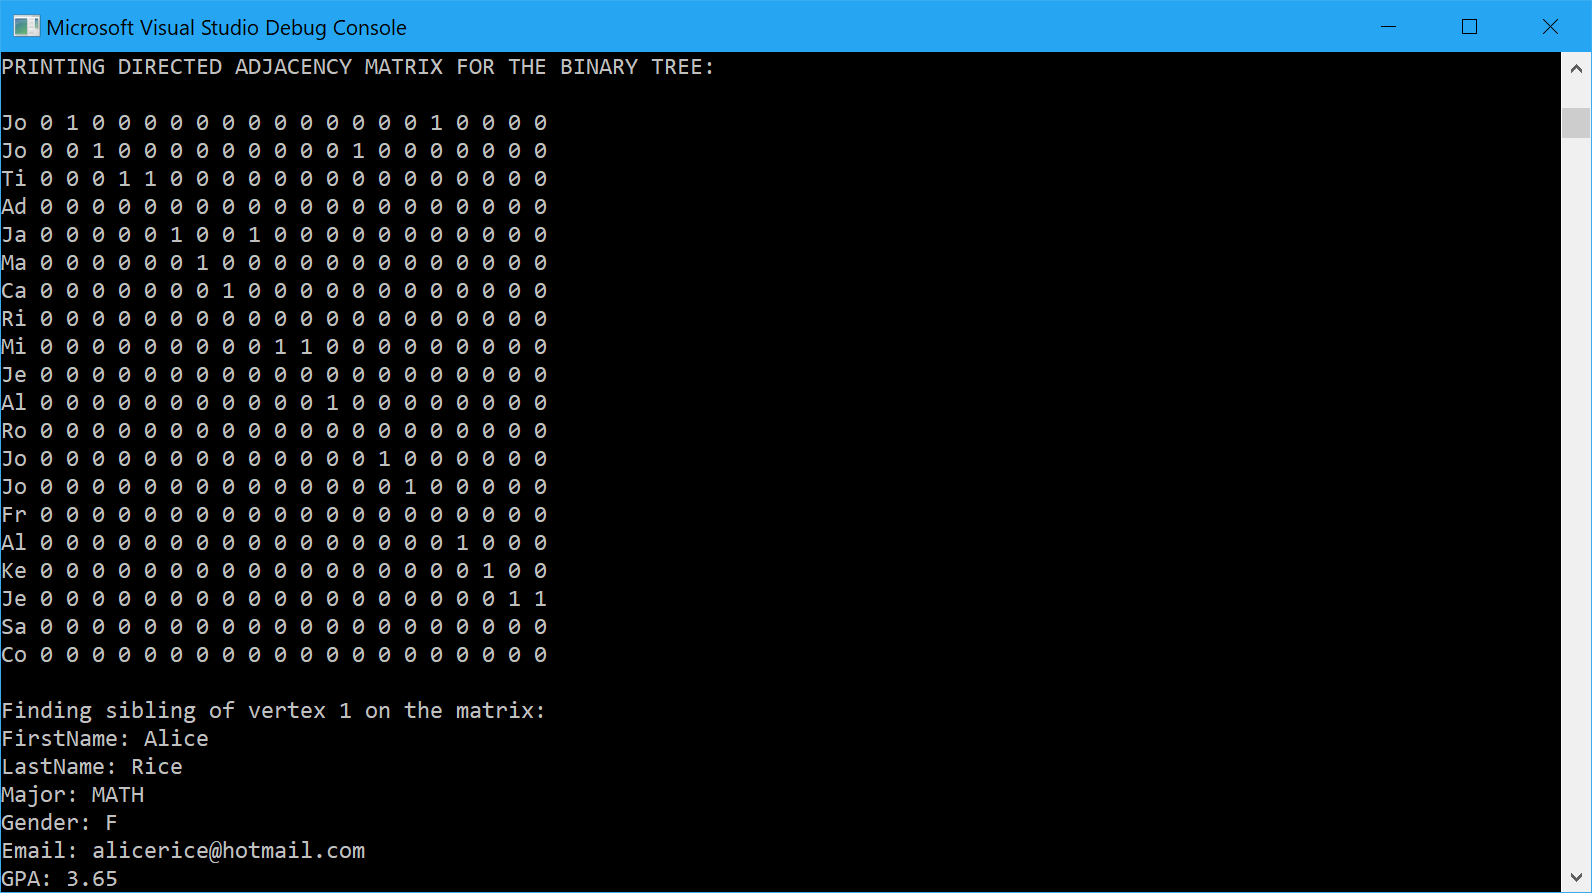 Microsoft Visual Studio Debug Console
PRINTING DIRECTED ADJACENCY MATRIX FOR THE BINARY TREE:
Jo 0 1 0 0 0 0 0 0 0 0 0 0 0 0 0 1 0 0 0 0
Jo 0 0 1 0 0 0 0 0 0 0 0 0 1 0 0 0 0 0 0 0
Ti 0 0 0 1 1 0 0 0 0 0 0 0 0 0 0 0 0 0 0 0
Ad 0 0 0 0 0 0 0 0 0 0 0 0 0 0 0 0 0 0 0 0
Ja 0 0 0 0 0 1 0 0 1 0 0 0 0 0 0 0 0 0 0 0
Ma 0 0 0 0 0 0 1 0 0 0 0 0 0 0 0 0 0 0 0 0
Ca 0 0 0 0 0 0 0 1 0 0 0 0 0 0 0 0 0 0 0 0
Ri 0 0 0 0 0 0 0 0 0 0 0 0 0 0 0 0 0 0 0 0
Mi 0 0 0 0 0 0 0 0 0 1 1 0 0 0 0 0 0 0 0 0
Je 0 0 0 0 0 0 0 0 0 0 0 0 0 0 0 0 0 0 0 0
Al 0 0 0 0 0 0 0 0 0 0 0 1 0 0 0 0 0 0 0 0
Ro 0 0 0 0 0 0 0 0 0 0 0 0 0 0 0 0 0 0 0 0
Jo 0 0 0 0 0 0 0 0 0 0 0 0 0 1 0 0 0 0 0 0
Jo 0 0 0 0 0 0 0 0 0 0 0 0 0 0 1 0 0 0 0 0
Fr 0 0 0 0 0 0 0 0 0 0 0 0 0 0 0 0 0 0 0 0
Al 0 0 0 0 0 0 0 0 0 0 0 0 0 0 0 0 1 0 0 0
Ke 0 0 0 0 0 0 0 0 0 0 0 0 0 0 0 0 0 1 0 0
Je 0 0 0 0 0 0 0 0 0 0 0 0 0 0 0 0 0 0 1 1
Sa 0 0 0 0 0 0 0 0 0 0 0 0 0 0 0 0 0 0 0 0
Co 0 0 0 0 0 0 0 0 0 0 0 0 0 0 0 0 0 0 0 0
Finding sibling of vertex 1 on the matrix:
FirstName: Alice
LastName: Rice
Major: MATH
Gender: F
Email: alicerice@hotmail.com
GPA: 3.65